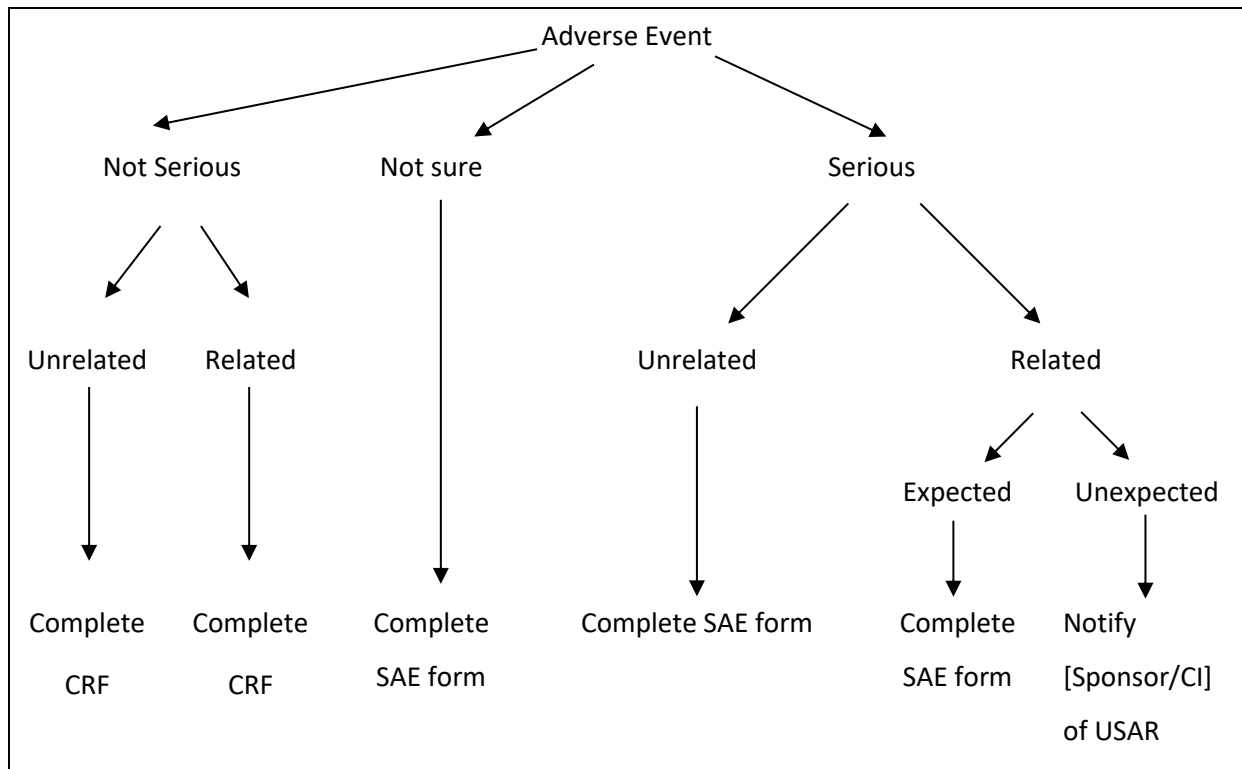 Adverse Event
Not Serious
Not sure
Serious
Unrelated
Related
Unrelated
Related
Expected
Unexpected
Complete
CRF
Complete
CRF
Complete
SAE form
Complete SAE form
Complete
SAE form
Notify
[Sponsor/CI]
of USAR